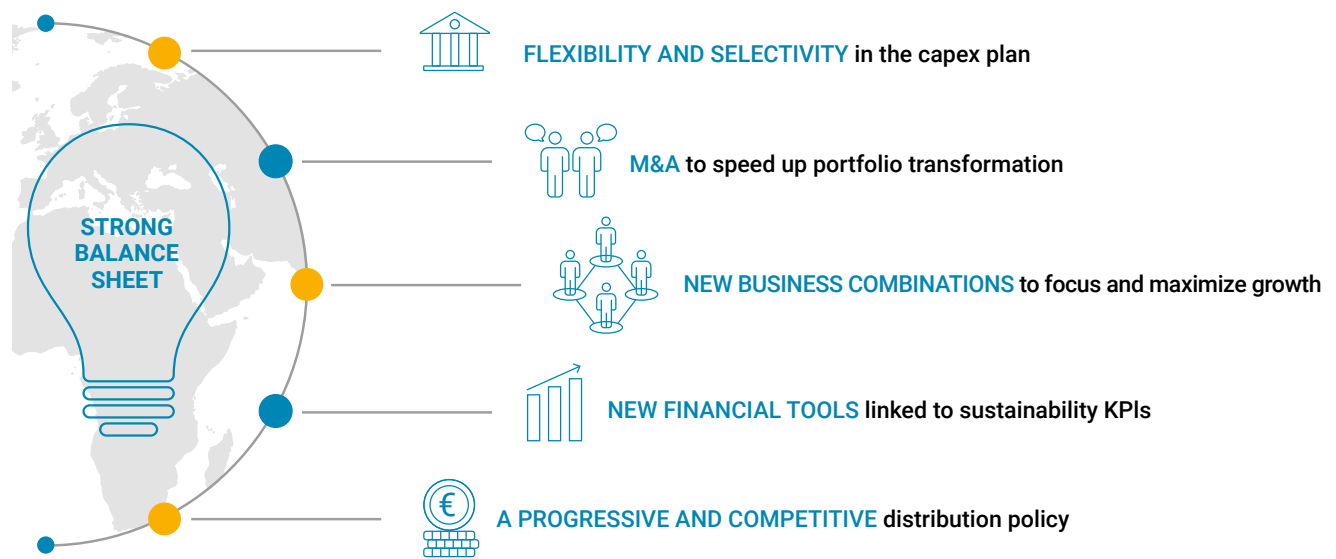 FLEXIBILITY AND SELECTIVITY in the capex plan
M&A to speed up portfolio transformation
STRONG
BALANCE
SHEET
NEW BUSINESS COMBINATIONS to focus and maximize growth
NEW FINANCIAL TOOLS linked to sustainability KPIs
€
A PROGRESSIVE AND COMPETITIVE distribution policy